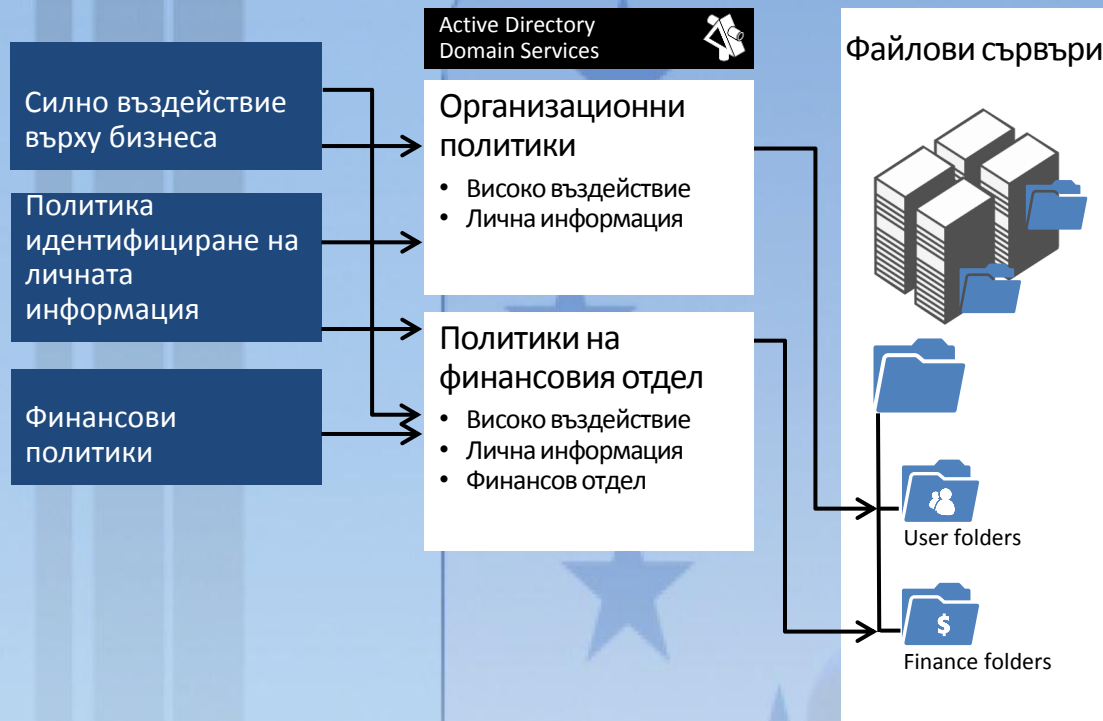 Силно въздействие
върху бизнеса
Политика
идентифициране на
личната
информация
Финансови
политики
Active Directory
Domain Services
Организационни
политики
• Високо въздействие
• Лична информация
Политики на
финансовия отдел
• Високо въздействие
• Лична информация
• Финансов отдел
Файлови сървъри
User folders
$
Finance folders